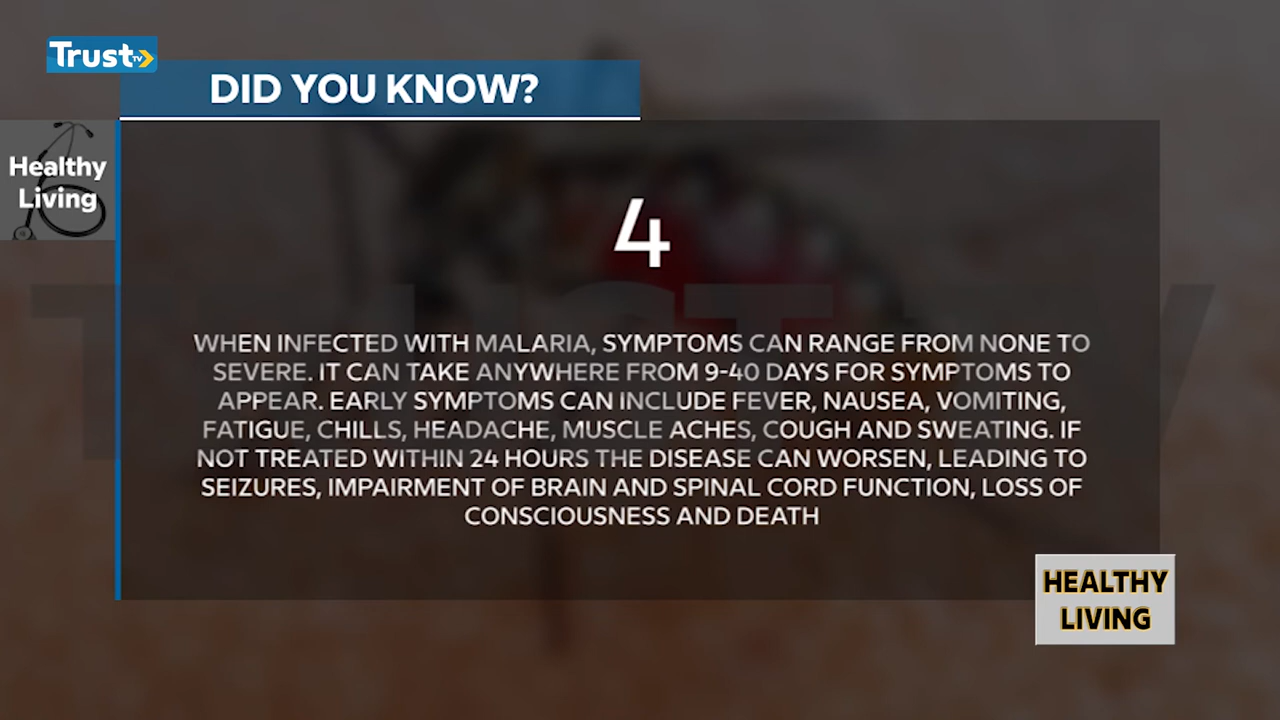 Trust TV
DID YOU KNOW?
Healthy
Living
4
WHEN INFECTED WITH MALARIA, SYMPTOMS CAN RANGE FROM NONE TO
SEVERE. IT CAN TAKE ANYWHERE FROM 9-40 DAYS FOR SYMPTOMS TO
APPEAR. EARLY SYMPTOMS CAN INCLUDE FEVER, NAUSEA, VOMITING,
FATIGUE, CHILLS, HEADACHE, MUSCLE ACHES, COUGH AND SWEATING. IF
NOT TREATED WITHIN 24 HOURS THE DISEASE CAN WORSEN, LEADING TO
SEIZURES, IMPAIRMENT OF BRAIN AND SPINAL CORD FUNCTION, LOSS OF
CONSCIOUSNESS AND DEATH
HEALTHY
LIVING
TRUST TV